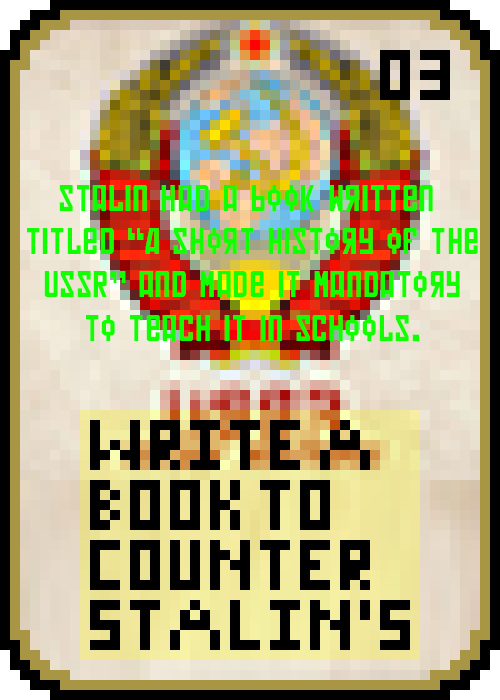 03
STALIN HAD A BOOK WRITTEN
TITLED “A SHORT HISTORY OF THE
USSR” AND MADE IT MANDATORY
TO TEACH IT IN SCHOOLS.
WRITE A
BOOK TO
COUNTER
STALIN'S